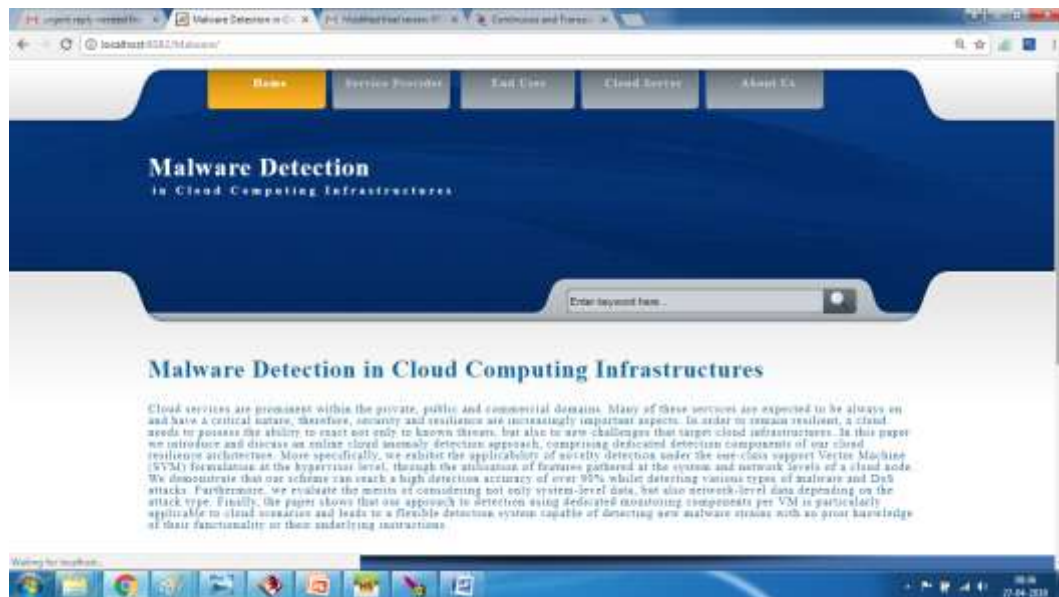 Malware Detection in C
localhost:8382/Malware/
Home
Service Provider
End User
Cloud Server
About Us
Malware Detection
in Cloud Computing Infrastructures
Enter keyword here...
Malware Detection in Cloud Computing Infrastructures
Cloud services are prominent within the private, public and commercial domains. Many of these services are expected to be always on
and have a critical nature, therefore, security and resilience are increasingly important aspects. In order to remain resilient, a cloud
needs to possess the ability to react not only to known threats, but also to new challenges that target cloud infrastructures. In this paper
we introduce and discuss an online cloud anomaly detection approach, comprising dedicated detection components of our cloud
resilience architecture. More specifically, we exhibit the applicability of novelty detection under the one-class support Vector Machine
(SVM) formulation at the hypervisor level, through the utilisation of features gathered at the system and network levels of a cloud node.
We demonstrate that our scheme can reach a high detection accuracy of over 90% whilst detecting various types of malware and DoS
attacks. Furthermore, we evaluate the merits of considering not only system-level data, but also network-level data depending on the
attack type. Finally, the paper shows that our approach to detection using dedicated monitoring components per VM is particularly
applicable to cloud scenarios and leads to a flexible detection system capable of detecting new malware strains with no prior knowledge
of their functionality or their underlying instructions.
Waiting for localhost...